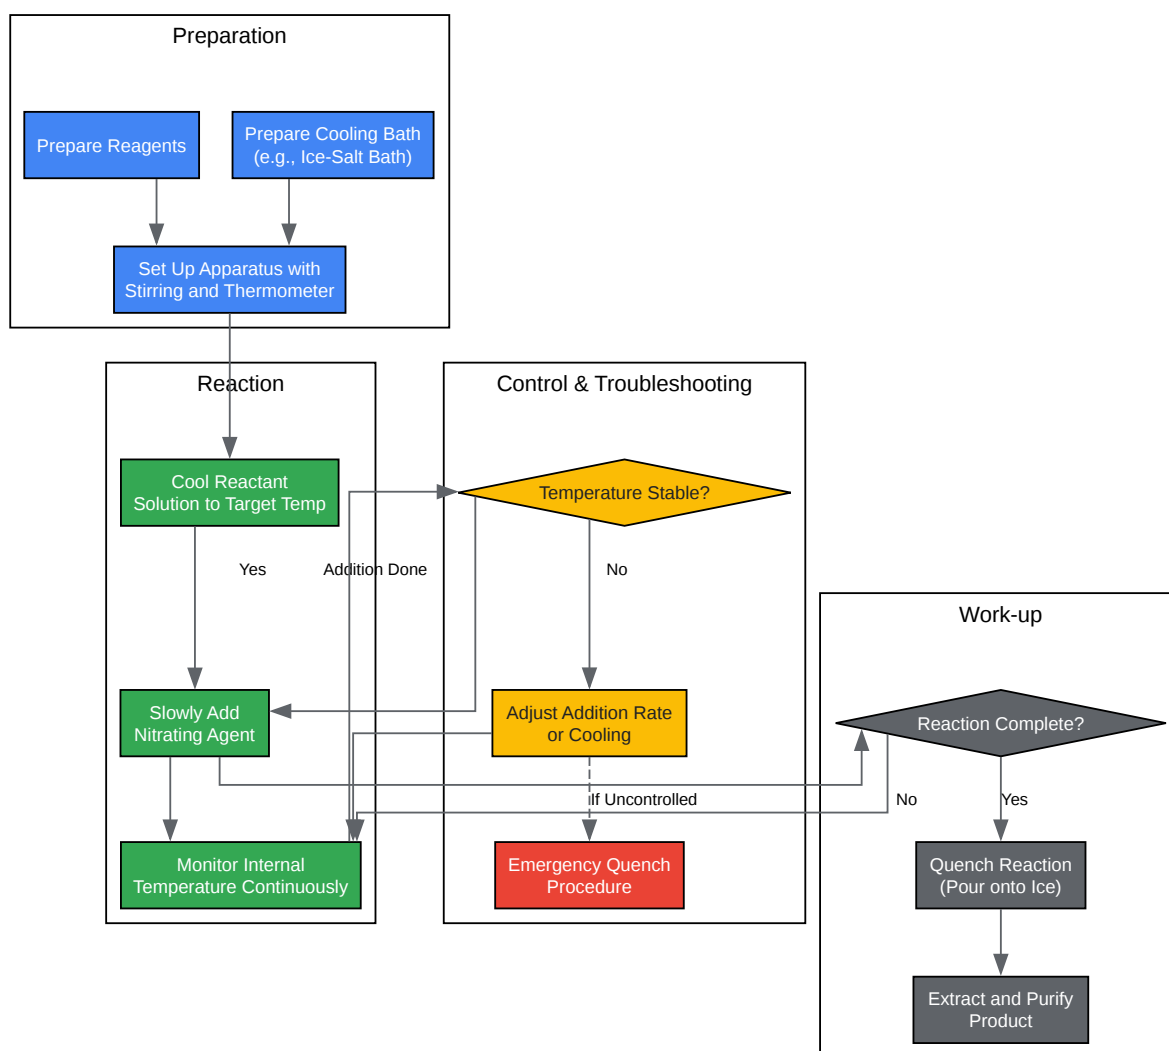 Preparation
Prepare Reagents
Prepare Cooling Bath
(e.g., Ice-Salt Bath)
Set Up Apparatus with
Stirring and Thermometer
Reaction
Control & Troubleshooting
Cool Reactant
Solution to Target Temp
Temperature Stable?
Yes
Addition Done
No
Work-up
Slowly Add
Nitrating Agent
Adjust Addition Rate
or Cooling
Reaction Complete?
If Uncontrolled
No
Yes
Monitor Internal
Temperature Continuously
Emergency Quench
Procedure
Quench Reaction
(Pour onto Ice)
Extract and Purify
Product